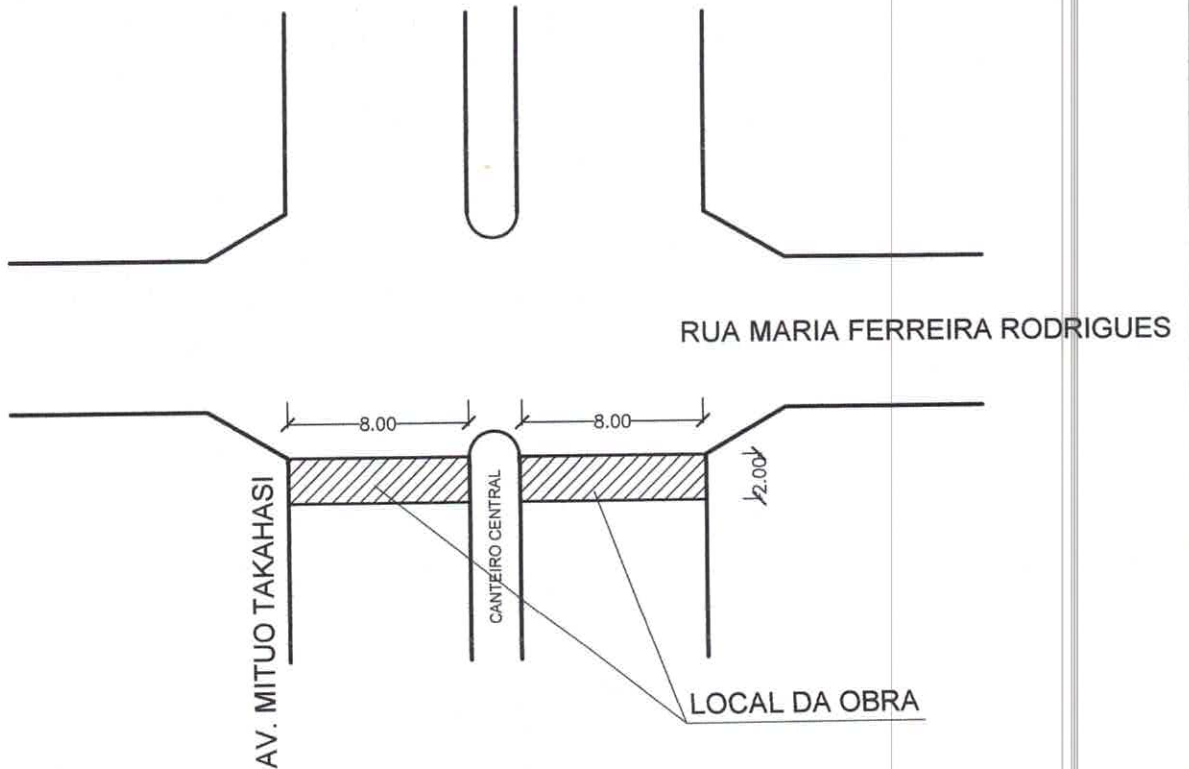 RUA MARIA FERREIRA RODRIGUES
8.00
8.00
2.00
AV. MITUO TAKAHASI
CANTEIRO CENTRAL
LOCAL DA OBRA